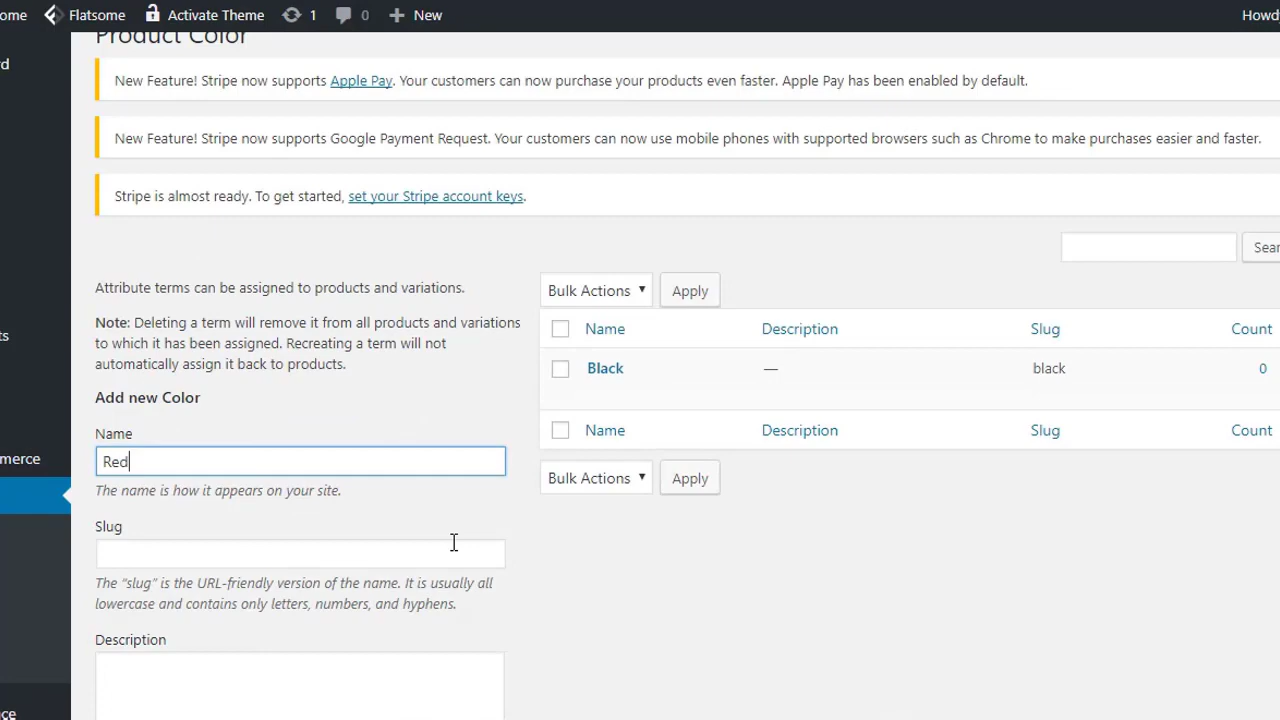 ome Flatsome Activate Theme 1 0 New Howd
Product Color
rd
New Feature! Stripe now supports Apple Pay. Your customers can now purchase your products even faster. Apple Pay has been enabled by default.
New Feature! Stripe now supports Google Payment Request. Your customers can now use mobile phones with supported browsers such as Chrome to make purchases easier and faster.
Stripe is almost ready. To get started, set your Stripe account keys.
Sear
Attribute terms can be assigned to products and variations.
Bulk Actions Apply
Note: Deleting a term will remove it from all products and variations
to which it has been assigned. Recreating a term will not
automatically assign it back to products.
ts
Name Description Slug Count
Black — black 0
Add new Color
Name
Name Description Slug Count
merce
Red
Bulk Actions Apply
The name is how it appears on your site.
Slug
The “slug” is the URL-friendly version of the name. It is usually all
lowercase and contains only letters, numbers, and hyphens.
Description
ce